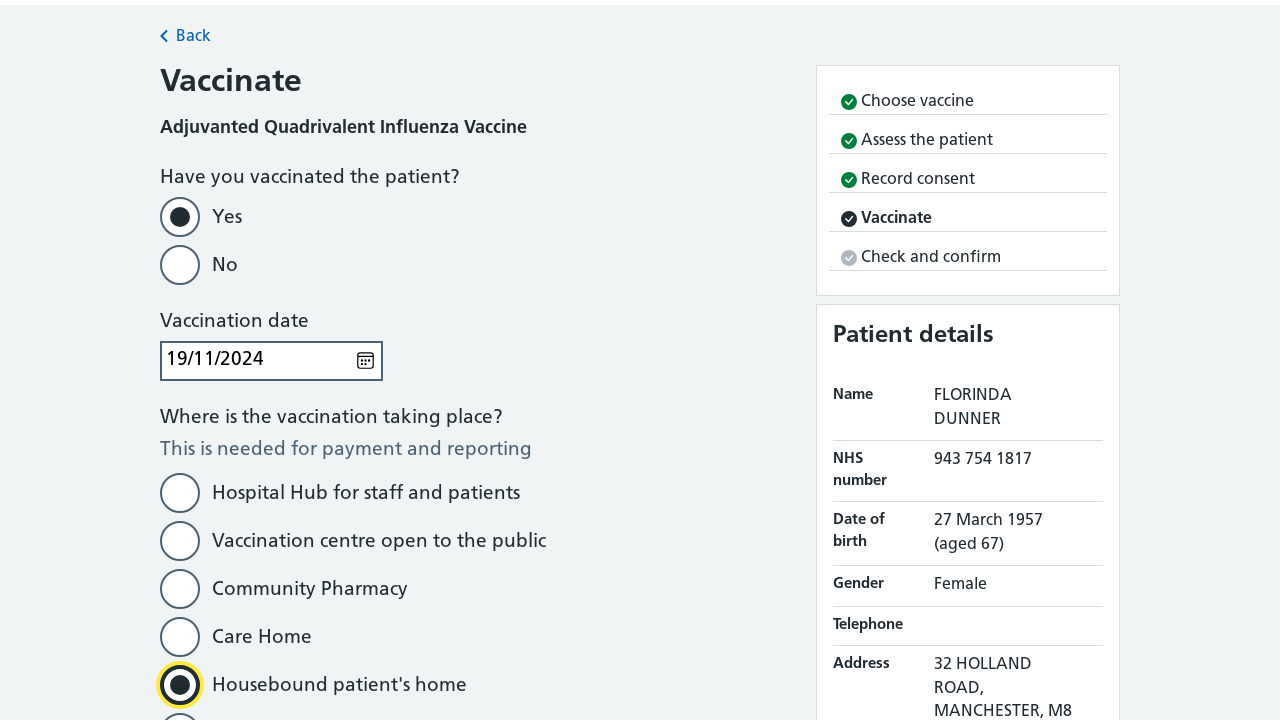 Back
Vaccinate
Adjuvanted Quadrivalent Influenza Vaccine
Have you vaccinated the patient?
Yes
No
Vaccination date
19/11/2024
Where is the vaccination taking place?
This is needed for payment and reporting
Hospital Hub for staff and patients
Vaccination centre open to the public
Community Pharmacy
Care Home
Housebound patient's home
Choose vaccine
Assess the patient
Record consent
Vaccinate
Check and confirm
Patient details
Name
FLORINDA
DUNNER
NHS
number
943 754 1817
Date of
birth
27 March 1957
(aged 67)
Gender
Female
Telephone
Address
32 HOLLAND
ROAD,
MANCHESTER, M8